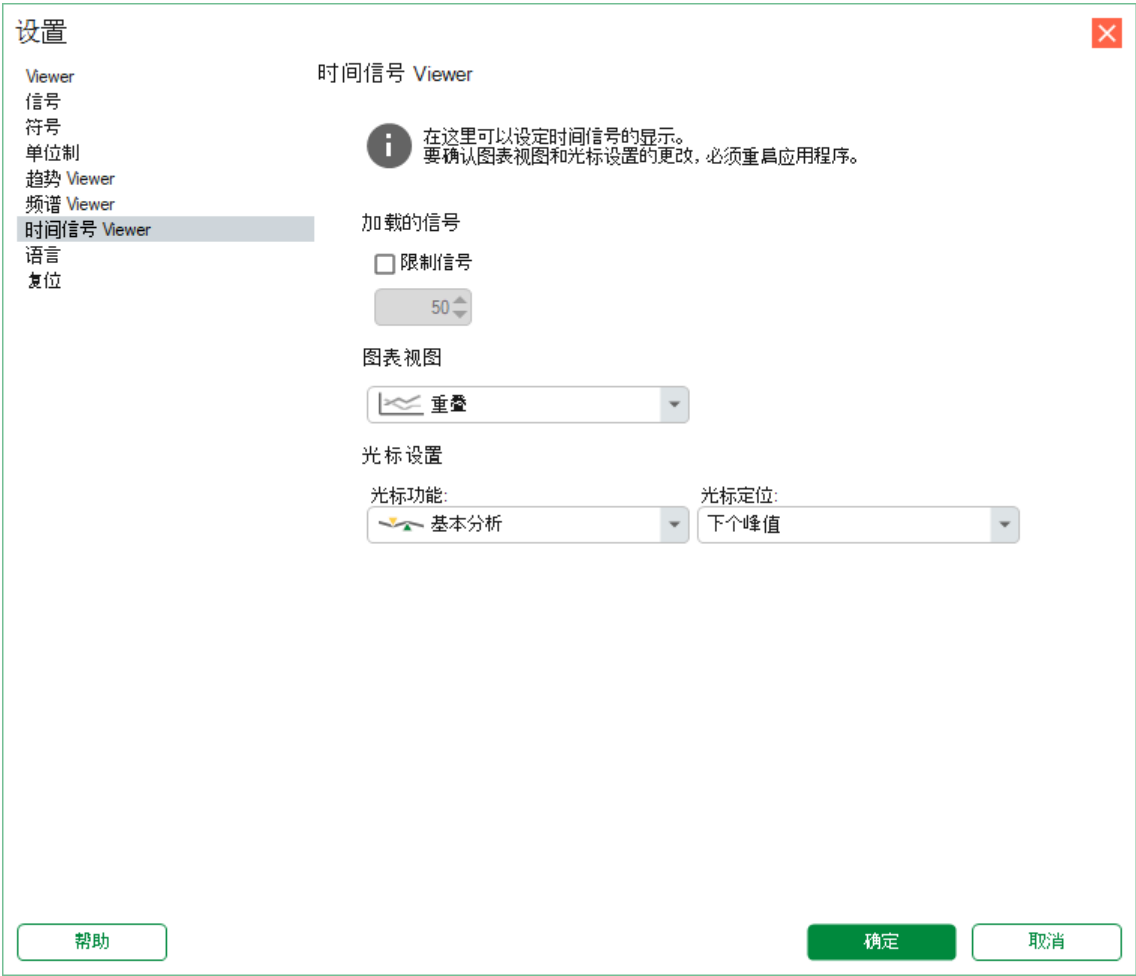 设置
Viewer
信号
符号
单位制
趋势 Viewer
频谱 Viewer
时间信号 Viewer
语言
复位
时间信号 Viewer
在这里可以设定时间信号的显示。
要确认图表视图和光标设置的更改, 必须重启应用程序。
加载的信号
限制信号
50
图表视图
重叠
光标设置
光标功能:
光标定位:
基本分析
下个峰值
帮助
确定
取消